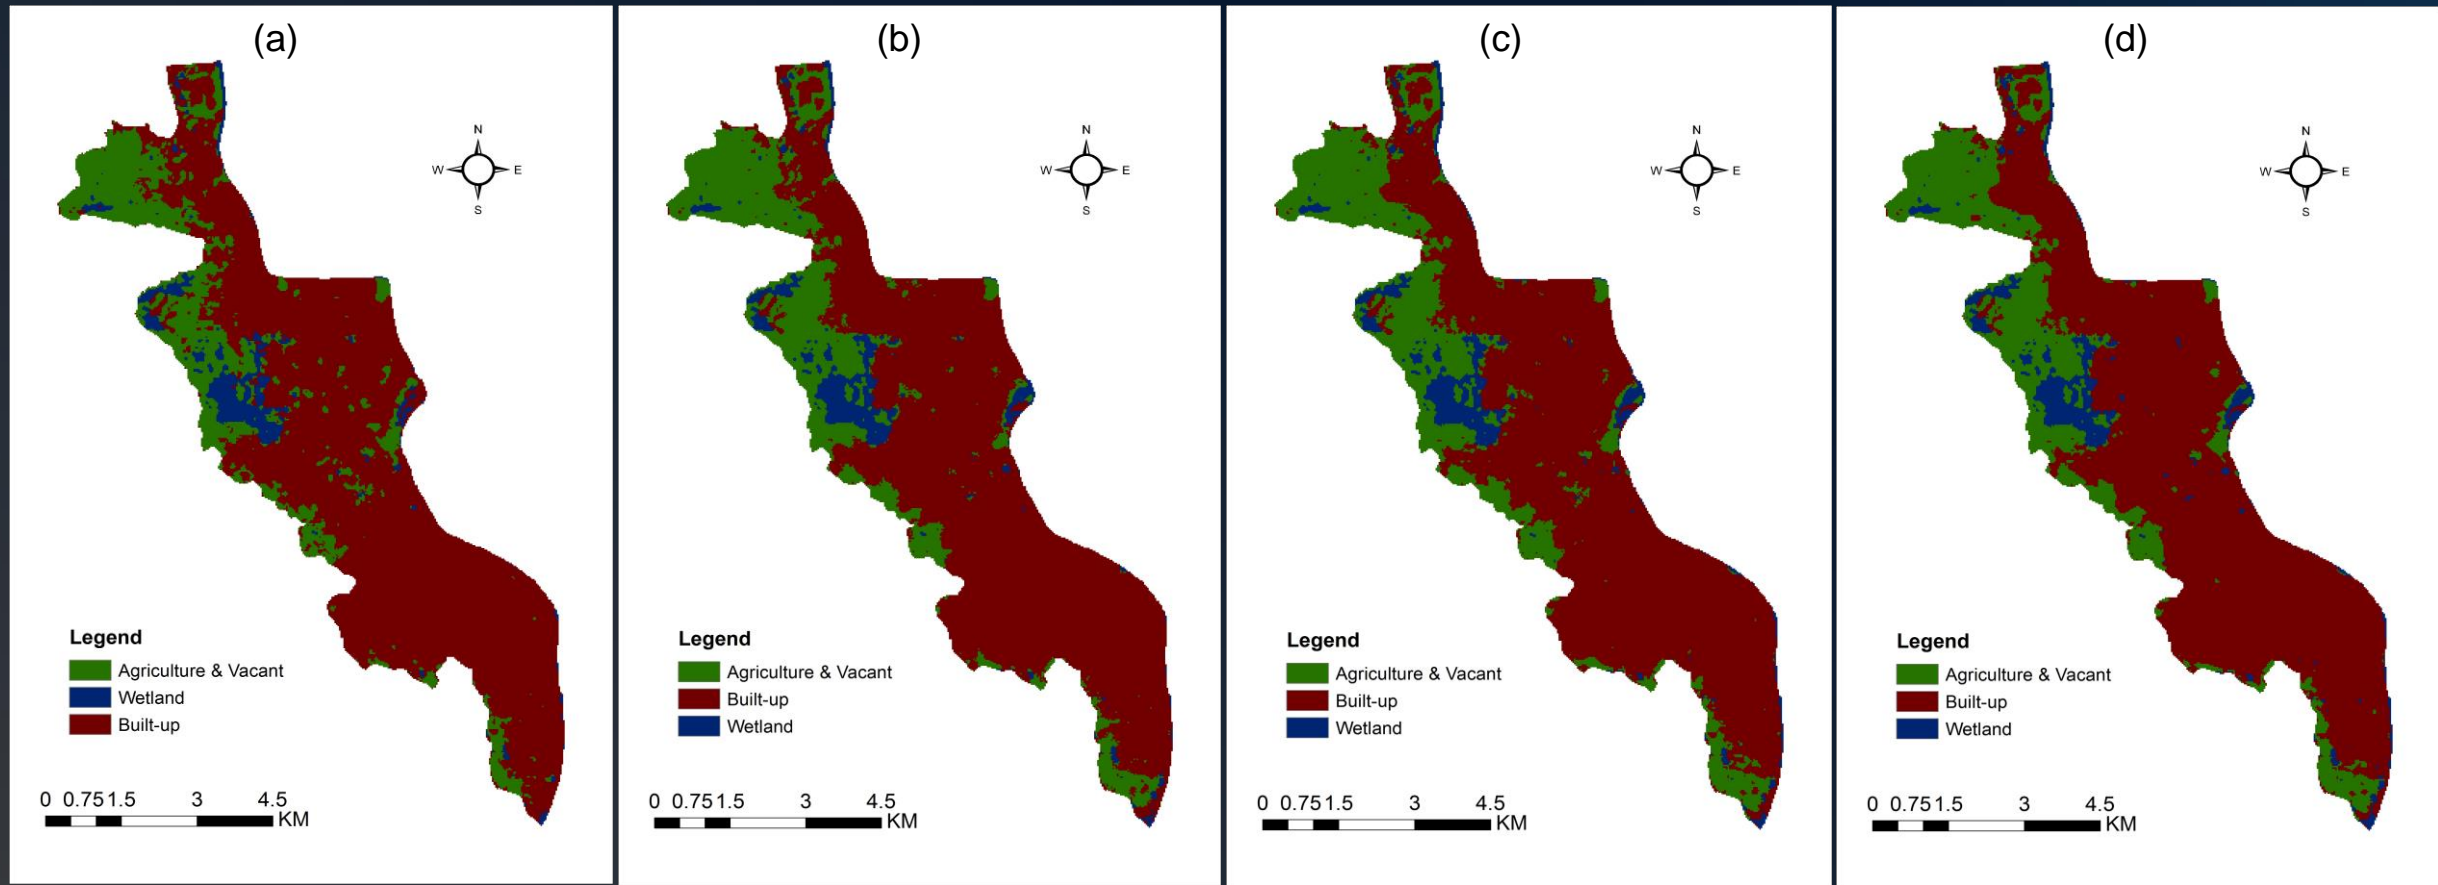 (a)
N
W E
S
Legend
Agriculture & Vacant
Wetland
Built-up
0 0.75 1.5 3 4.5
KM
(b)
N
W E
S
Legend
Agriculture & Vacant
Built-up
Wetland
0 0.75 1.5 3 4.5
KM
(c)
N
W E
S
Legend
Agriculture & Vacant
Built-up
Wetland
0 0.75 1.5 3 4.5
KM
(d)
N
W E
S
Legend
Agriculture & Vacant
Built-up
Wetland
0 0.75 1.5 3 4.5
KM